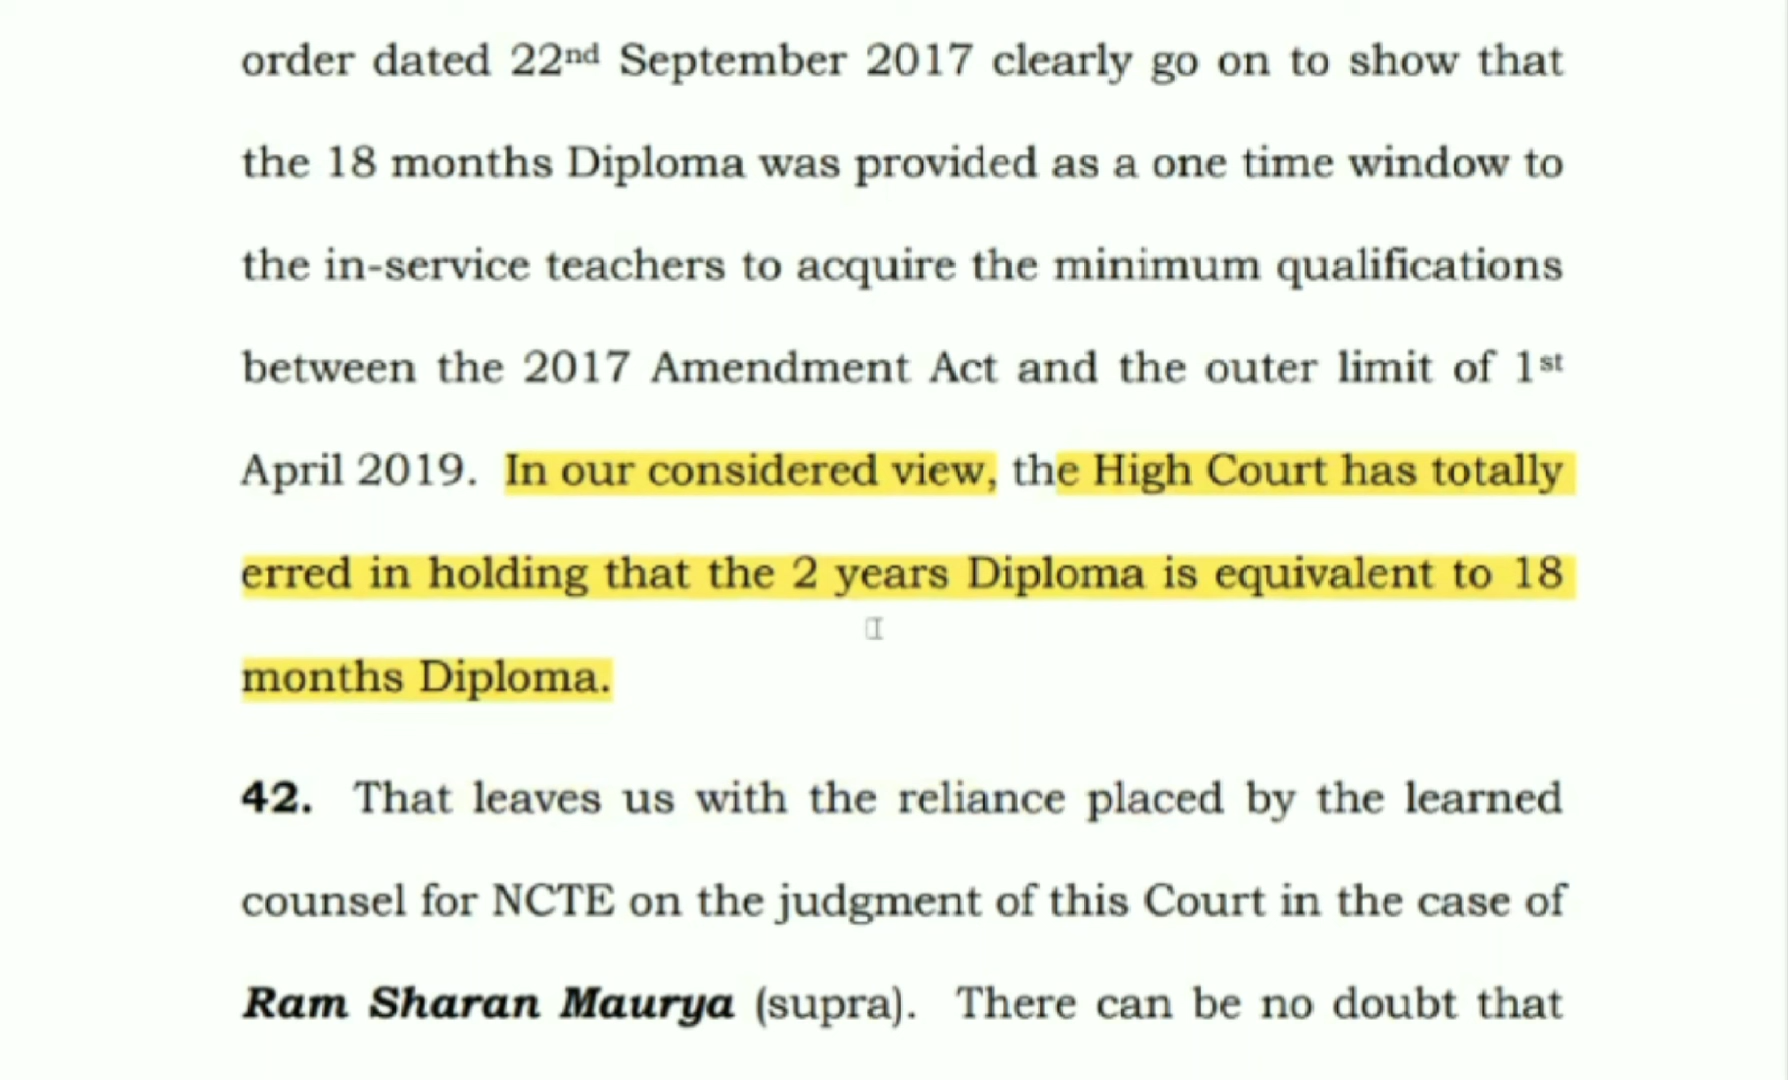 order dated 22nd September 2017 clearly go on to show that
the 18 months Diploma was provided as a one time window to
the in-service teachers to acquire the minimum qualifications
between the 2017 Amendment Act and the outer limit of 1st
April 2019. In our considered view, the High Court has totally
erred in holding that the 2 years Diploma is equivalent to 18
months Diploma.
42. That leaves us with the reliance placed by the learned
counsel for NCTE on the judgment of this Court in the case of
Ram Sharan Maurya (supra). There can be no doubt that